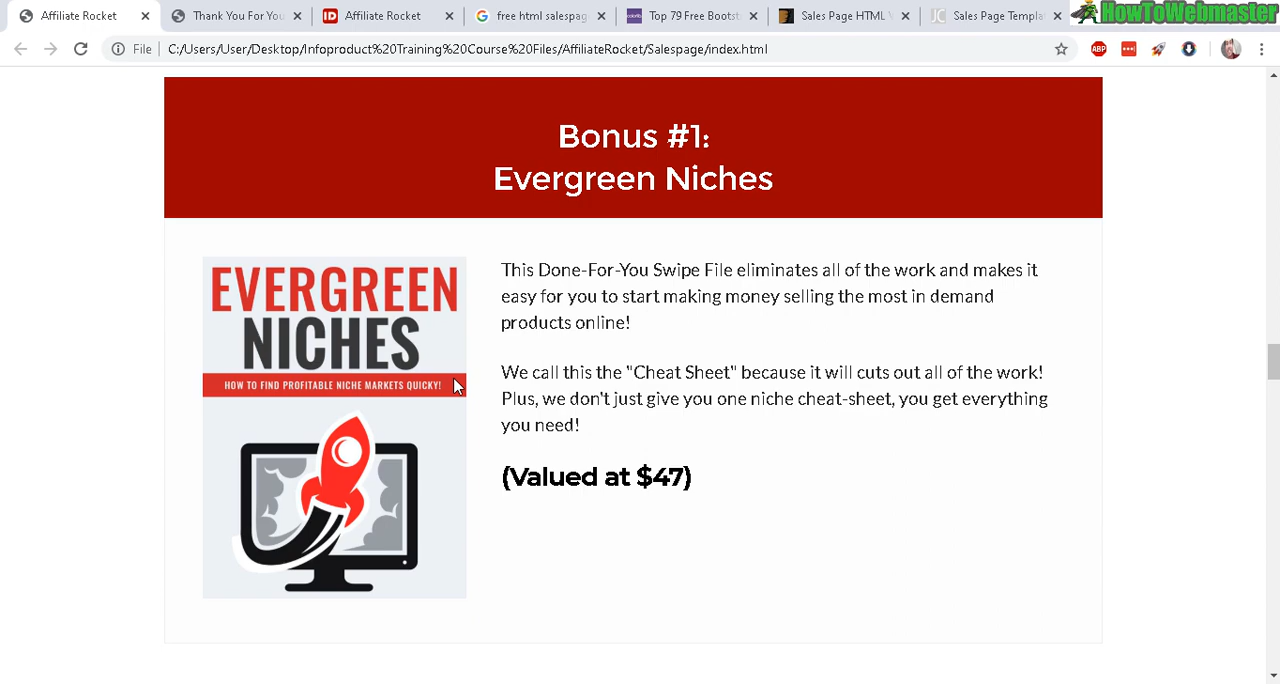 Affiliate Rocket
Thank You For You
Affiliate Rocket
free html salespag
Top 79 Free Bootst
Sales Page HTML
Sales Page Templa
HowToWebmaster
File
C:/Users/User/Desktop/Infoproduct%20Training%20Course%20Files/AffiliateRocket/Salespage/index.html
ABP
Bonus #1:
Evergreen Niches
EVERGREEN
NICHES
HOW TO FIND PROFITABLE NICHE MARKETS QUICKY!
This Done-For-You Swipe File eliminates all of the work and makes it
easy for you to start making money selling the most in demand
products online!
We call this the "Cheat Sheet" because it will cuts out all of the work!
Plus, we don't just give you one niche cheat-sheet, you get everything
you need!
(Valued at $47)